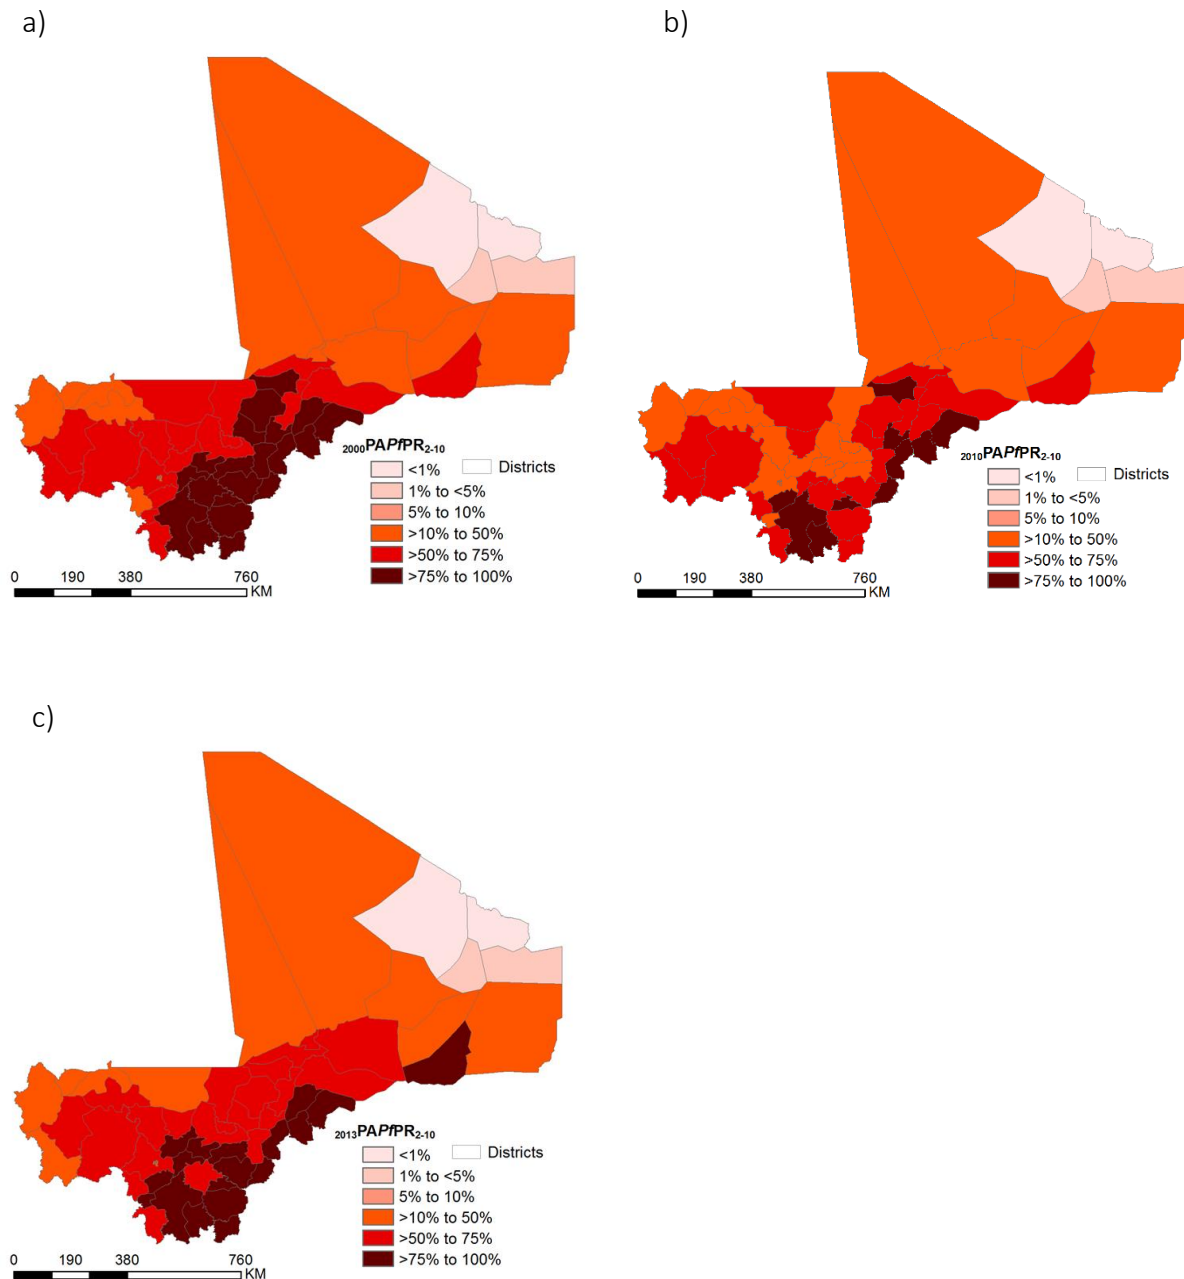 a)
b)
2000PAPfPR2-10
<1%
Districts
1% to <5%
5% to 10%
>10% to 50%
>50% to 75%
>75% to 100%
0 190 380 760
KM
2010PAPfPR2-10
<1%
Districts
1% to <5%
5% to 10%
>10% to 50%
>50% to 75%
>75% to 100%
0 190 380 760
KM
c)
2013PAPfPR2-10
<1%
Districts
1% to <5%
5% to 10%
>10% to 50%
>50% to 75%
>75% to 100%
0 190 380 760
KM